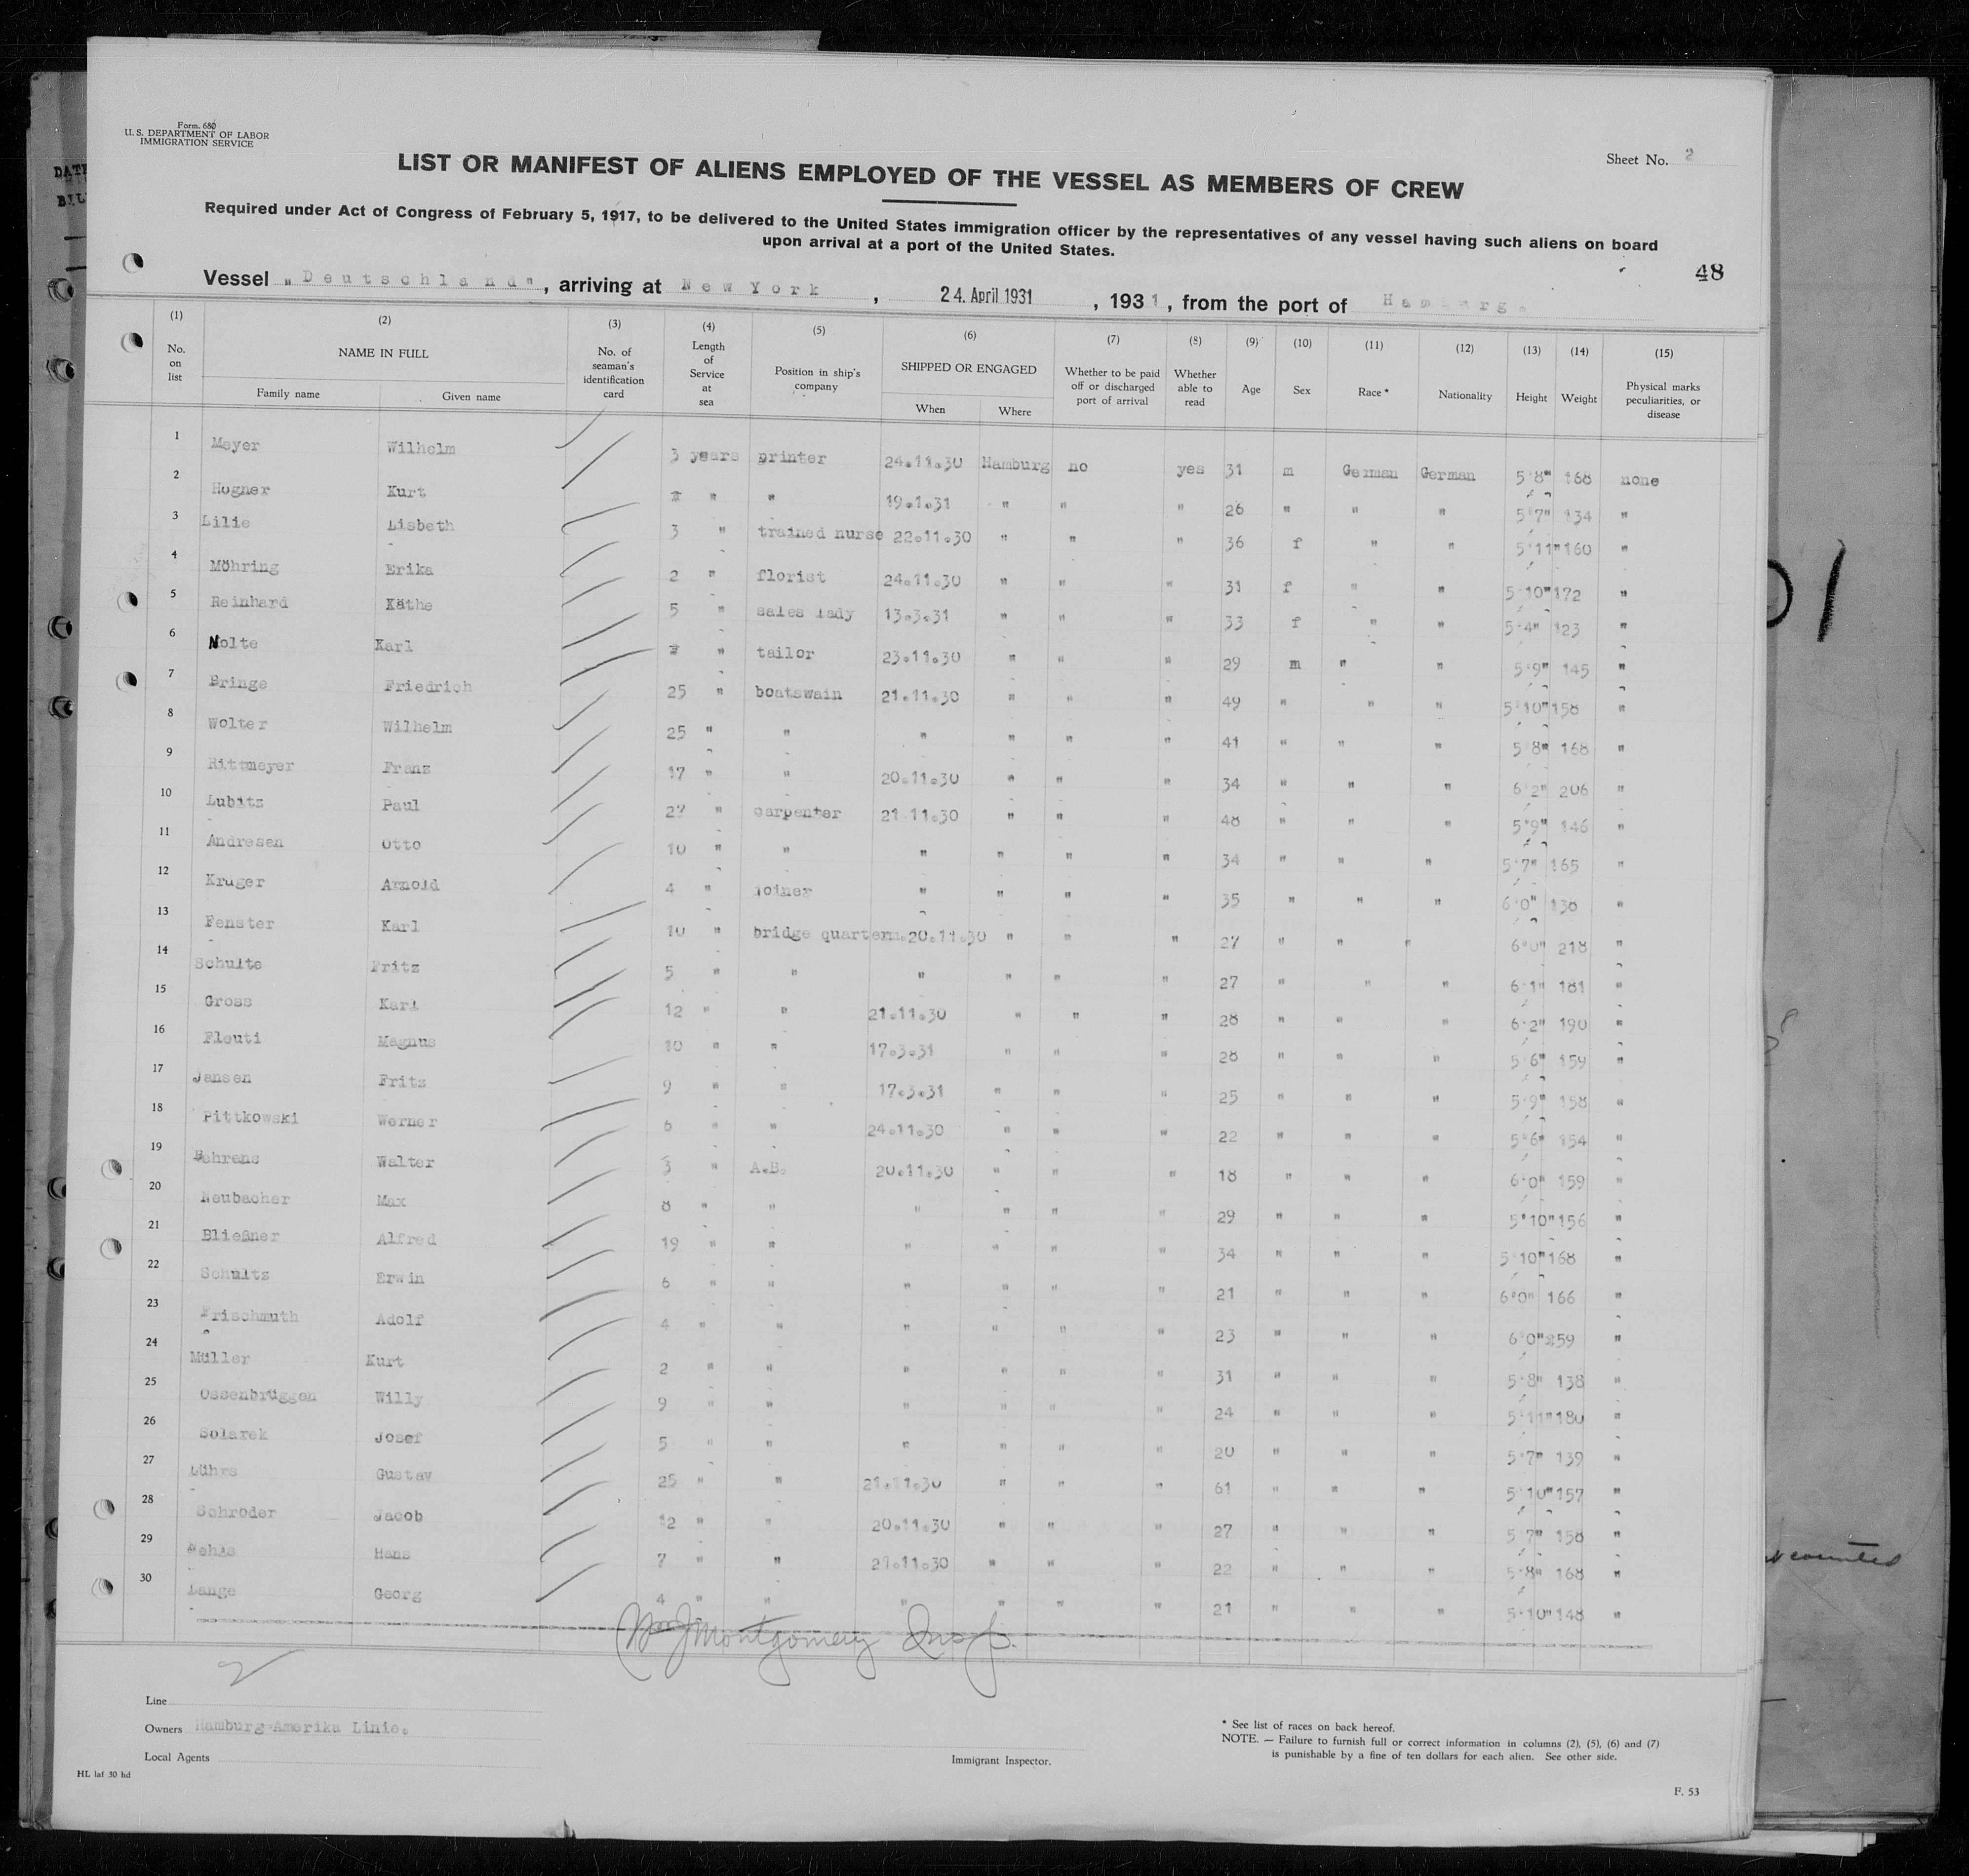 Form. 680
U. S. DEPARTMENT OF LABOR
IMMIGRATION SERVICE
Sheet No. 2
LIST OR MANIFEST OF ALIENS EMPLOYED OF THE VESSEL AS MEMBERS OF CREW
Required under Act of Congress of February 5, 1917, to be delivered to the United States immigration officer by the representatives of any vessel having such aliens on board
upon arrival at a port of the United States.
48
Vessel „Deutschland", arriving at New York, 24. April 1931, 1931, from the port of Hamburg.
(1) (2) (3) (4) (5) (6) (7) (8) (9) (10) (11) (12) (13) (14) (15)
No. on list NAME IN FULL Family name Given name No. of seaman's identification card Length of Service at sea Position in ship's company SHIPPED OR ENGAGED When Where Whether to be paid off or discharged port of arrival Whether able to read Age Sex Race * Nationality Height Weight Physical marks peculiarities, or disease
1 Meyer Wilhelm 3 years printer 24.11.30 Hamburg no yes 31 m German German 5'8" 168 none
2 Hogner Kurt " " 19.1.31 " " " 26 " " " 5'7" 134 "
3 Lilie Lisbeth 3 " trained nurse 22.11.30 " " " 36 f " " 5'11" 160 "
4 Möhring Erika 2 " florist 24.11.30 " " " 31 f " " 5'10" 172 "
5 Reinhard Käthe 5 " sales lady 13.3.31 " " " 33 f " " 5'4" 123 "
6 Nolte Karl " tailor 23.11.30 " " " 29 m " " 5'9" 145 "
7 Bringe Friedrich 25 " boatswain 21.11.30 " " " 49 " " " 5'10" 158 "
8 Wolter Wilhelm 25 " " " " " " 41 " " " 5'8" 168 "
9 Rittmeyer Franz 17 " " 20.11.30 " " " 34 " " " 6'2" 206 "
10 Lubitz Paul 22 " carpenter 21.11.30 " " " 48 " " " 5'9" 146 "
11 Andresen Otto 10 " " " " " " 34 " " " 5'7" 165 "
12 Kruger Arnold 4 " joiner " " " " 35 " " " 6'0" 138 "
13 Fenster Karl 10 " bridge quarterm. 20.11.30 " " " 27 " " " 6'0" 218 "
14 Schulte Fritz 5 " " " " " " 27 " " " 6'1" 181 "
15 Gross Karl 12 " " 21.11.30 " " " 28 " " " 6'2" 190 "
16 Fleuti Magnus 10 " " 17.3.31 " " " 28 " " " 5'6" 159 "
17 Jansen Fritz 9 " " 17.3.31 " " " 25 " " " 5'9" 158 "
18 Pittkowski Werner 6 " " 24.11.30 " " " 22 " " " 5'6" 154 "
19 Behrens Walter 3 " A.B. 20.11.30 " " " 18 " " " 6'0" 159 "
20 Neubacher Max 8 " " " " " " 29 " " " 5'10" 156 "
21 Bließner Alfred 19 " " " " " " 34 " " " 5'10" 168 "
22 Schultz Erwin 6 " " " " " " 21 " " " 6'0" 166 "
23 Frischmuth Adolf 4 " " " " " " 23 " " " 6'0" 259 "
24 Müller Kurt 2 " " " " " " 31 " " " 5'8" 138 "
25 Ossenbrüggen Willy 9 " " " " " " 24 " " " 5'11" 180 "
26 Solarek Josef 5 " " " " " " 20 " " " 5'7" 139 "
27 Lührs Gustav 25 " " 21.11.30 " " " 61 " " " 5'10" 157 "
28 Schröder Jacob 12 " " 20.11.30 " " " 27 " " " 5'7" 158 "
29 Hans 7 " " 21.11.30 " " " 22 " " " 5'8" 168 "
30 Lange Georg 4 " " " " " " 21 " " " 5'10" 148 "
Wm J Montgomery Insp.
Line
Owners Hamburg-Amerika Linie.
Local Agents
Immigrant Inspector.
* See list of races on back hereof.
NOTE. — Failure to furnish full or correct information in columns (2), (5), (6) and (7)
is punishable by a fine of ten dollars for each alien. See other side.
HL laf 30 hd
F. 53